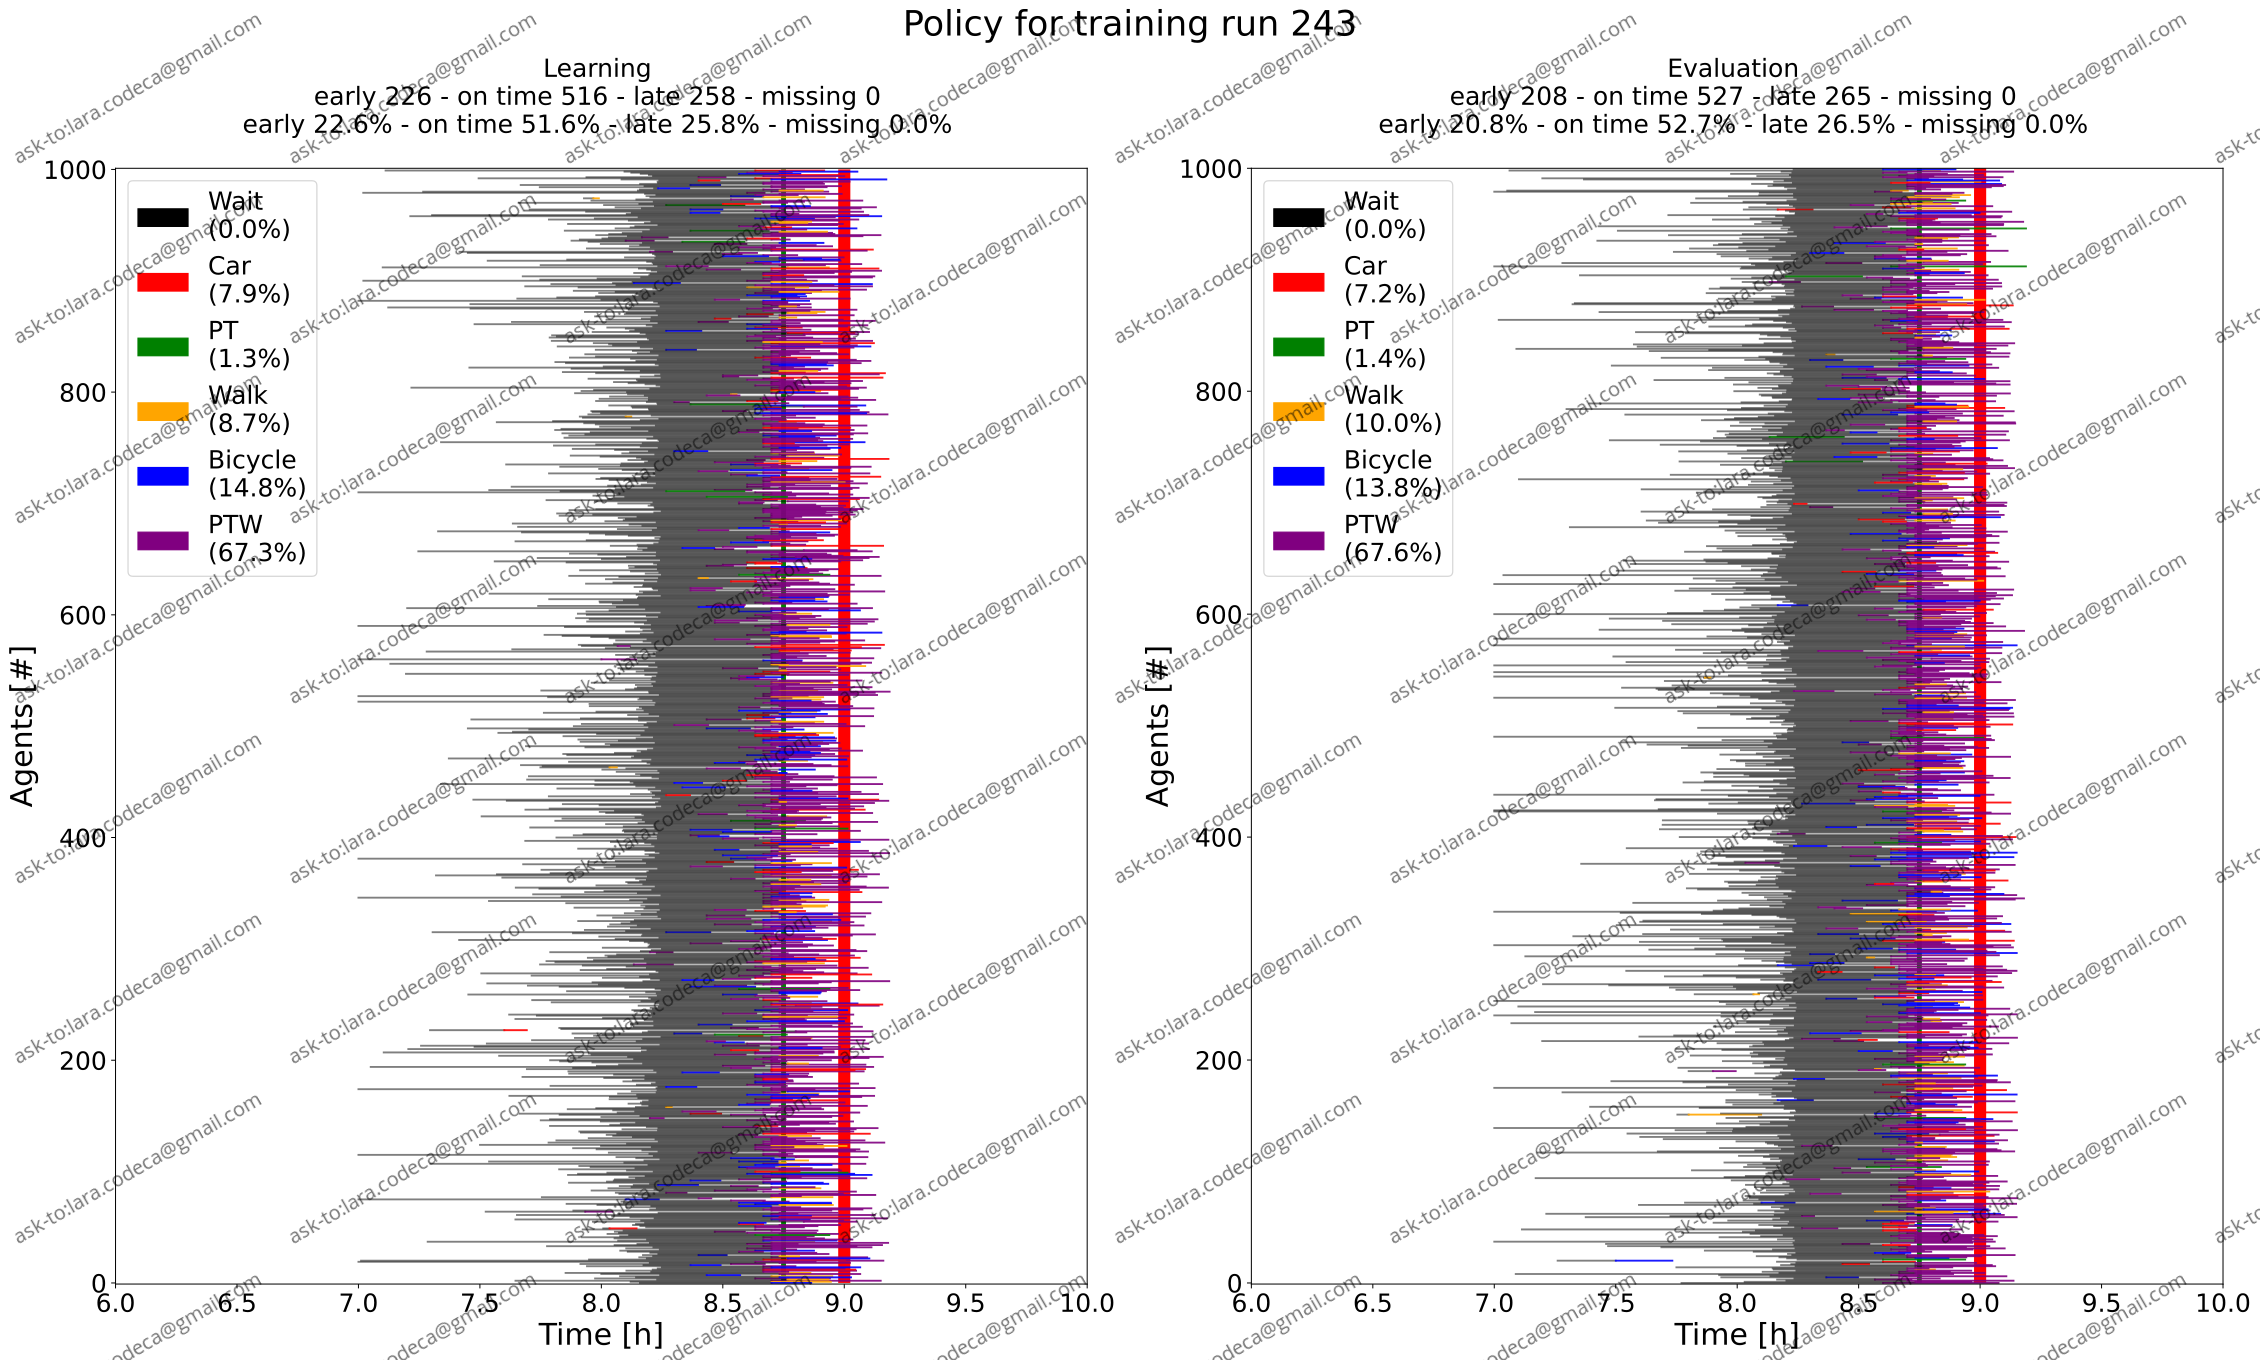 Policy for training run 243
Learning
early 226 - on time 516 - late 258 - missing 0
early 22.6% - on time 51.6% - late 25.8% - missing 0.0%
1000
800
600
400
200
0
Agents [#]
Wait
(0.0%)
Car
(7.9%)
PT
(1.3%)
Walk
(8.7%)
Bicycle
(14.8%)
PTW
(67.3%)
6.0 6.5 7.0 7.5 8.0 8.5 9.0 9.5 10.0
Time [h]
Evaluation
early 208 - on time 527 - late 265 - missing 0
early 20.8% - on time 52.7% - late 26.5% - missing 0.0%
1000
800
600
400
200
0
Agents [#]
Wait
(0.0%)
Car
(7.2%)
PT
(1.4%)
Walk
(10.0%)
Bicycle
(13.8%)
PTW
(67.6%)
6.0 6.5 7.0 7.5 8.0 8.5 9.0 9.5 10.0
Time [h]
ask-to:lara.codeca@gmail.com